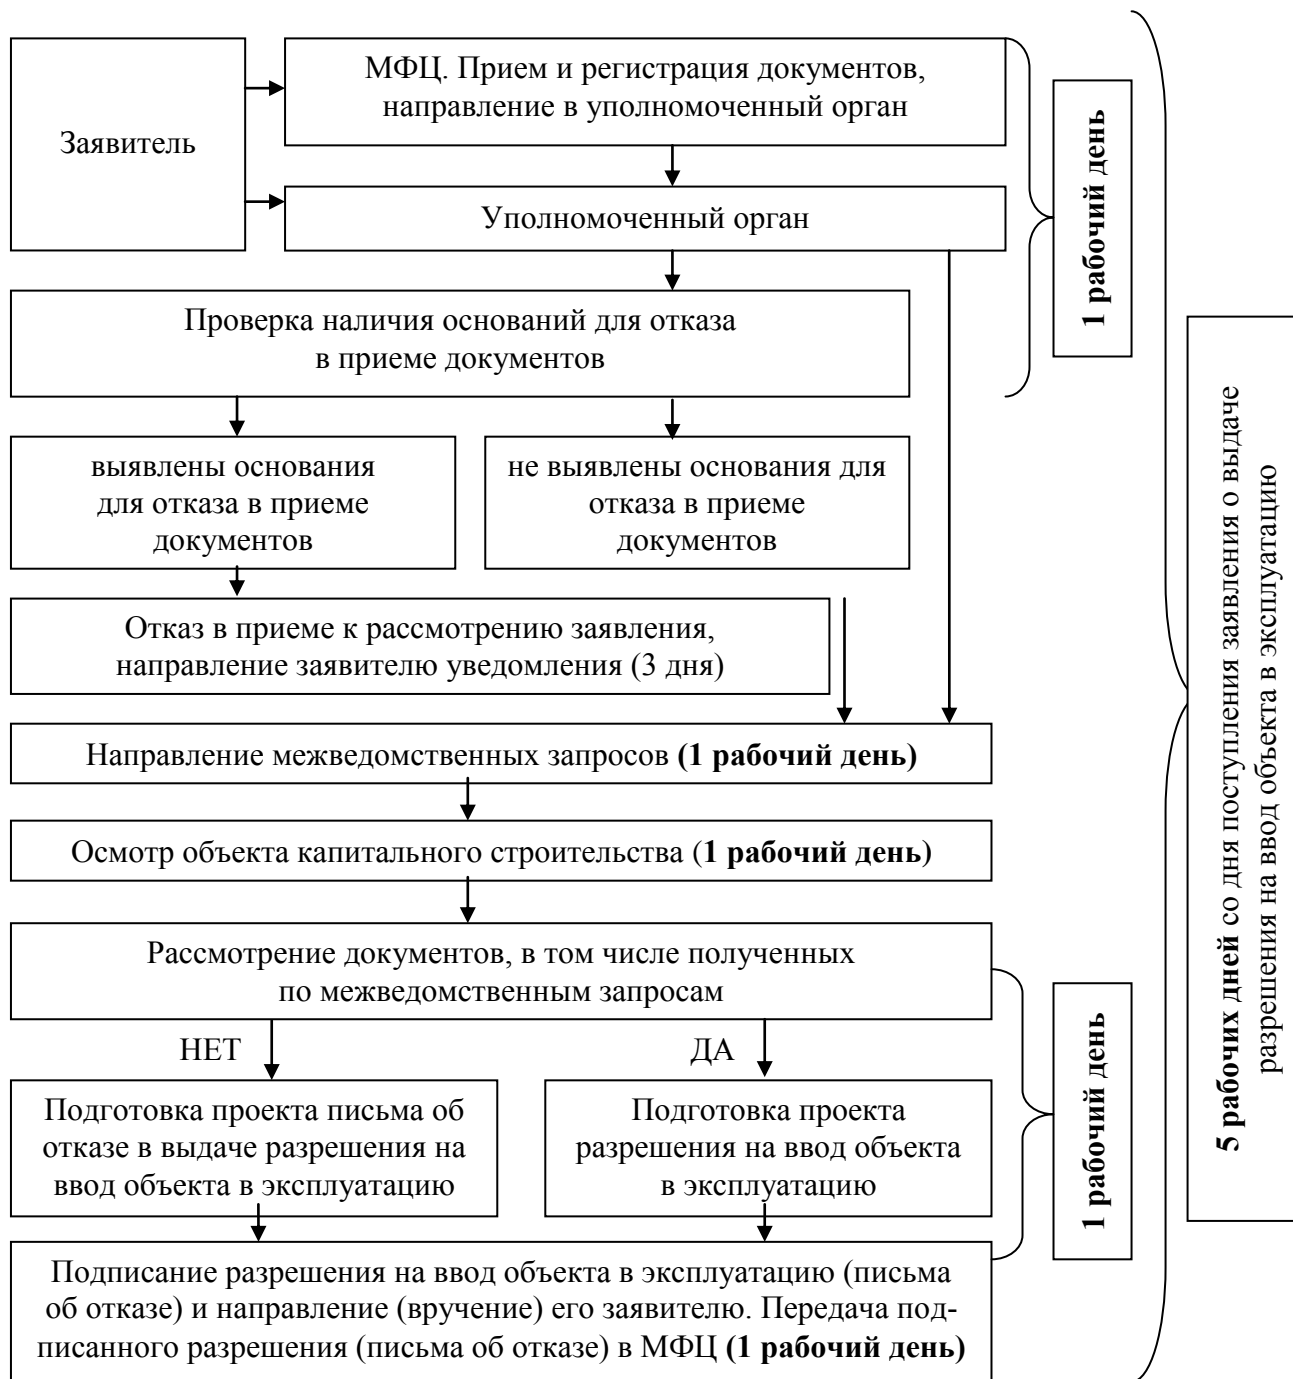 МФЦ. Прием и регистрация документов,
направление в уполномоченный орган
Заявитель
Уполномоченный орган
1 рабочий день
Проверка наличия оснований для отказа
в приеме документов
выявлены основания
для отказа в приеме
документов
не выявлены основания для
отказа в приеме
документов
Отказ в приеме к рассмотрению заявления,
направление заявителю уведомления (3 дня)
Направление межведомственных запросов (1 рабочий день)
Осмотр объекта капитального строительства (1 рабочий день)
Рассмотрение документов, в том числе полученных
по межведомственным запросам
НЕТ
ДА
Подготовка проекта письма об
отказе в выдаче разрешения на
ввод объекта в эксплуатацию
Подготовка проекта
разрешения на ввод объекта
в эксплуатацию
1 рабочий день
Подписание разрешения на ввод объекта в эксплуатацию (письма
об отказе) и направление (вручение) его заявителю. Передача под-
писанного разрешения (письма об отказе) в МФЦ (1 рабочий день)
5 рабочих дней со дня поступления заявления о выдаче
разрешения на ввод объекта в эксплуатацию